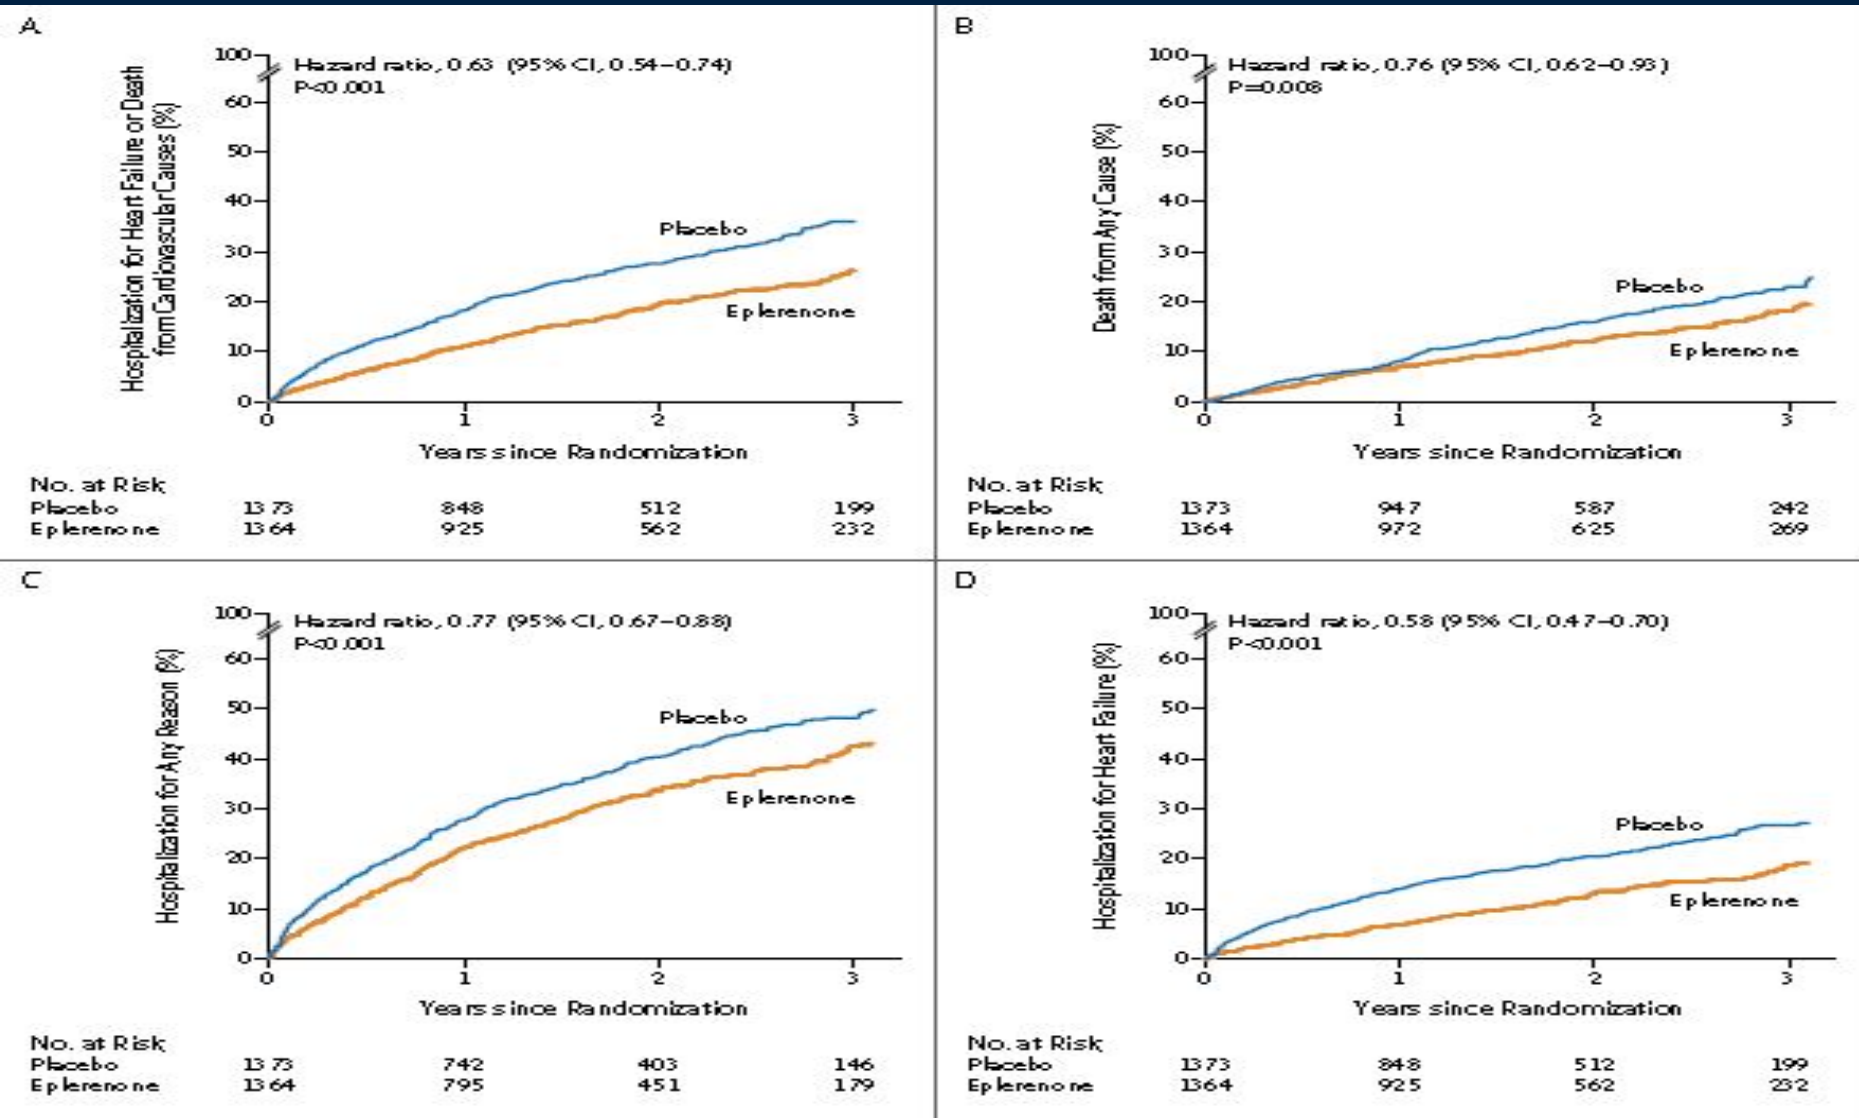 A
Hospitalization for Heart Failure or Death
from Cardiovascular Causes (%)
100
60
50
40
30
20
10
0
Hazard ratio, 0.63 (95% CI, 0.54–0.74)
P<0.001
Placebo
Eplerenone
0 1 2 3
Years since Randomization
No. at Risk
Placebo 1373 848 512 199
Eplerenone 1364 925 562 232
B
Death from Any Cause (%)
100
60
50
40
30
20
10
0
Hazard ratio, 0.76 (95% CI, 0.62–0.93)
P=0.008
Placebo
Eplerenone
0 1 2 3
Years since Randomization
No. at Risk
Placebo 1373 947 587 242
Eplerenone 1364 972 625 269
C
Hospitalization for Any Reason (%)
100
60
50
40
30
20
10
0
Hazard ratio, 0.77 (95% CI, 0.67–0.88)
P<0.001
Placebo
Eplerenone
0 1 2 3
Years since Randomization
No. at Risk
Placebo 1373 742 403 146
Eplerenone 1364 795 451 179
D
Hospitalization for Heart Failure (%)
100
60
50
40
30
20
10
0
Hazard ratio, 0.58 (95% CI, 0.47–0.70)
P<0.001
Placebo
Eplerenone
0 1 2 3
Years since Randomization
No. at Risk
Placebo 1373 848 512 199
Eplerenone 1364 925 562 232